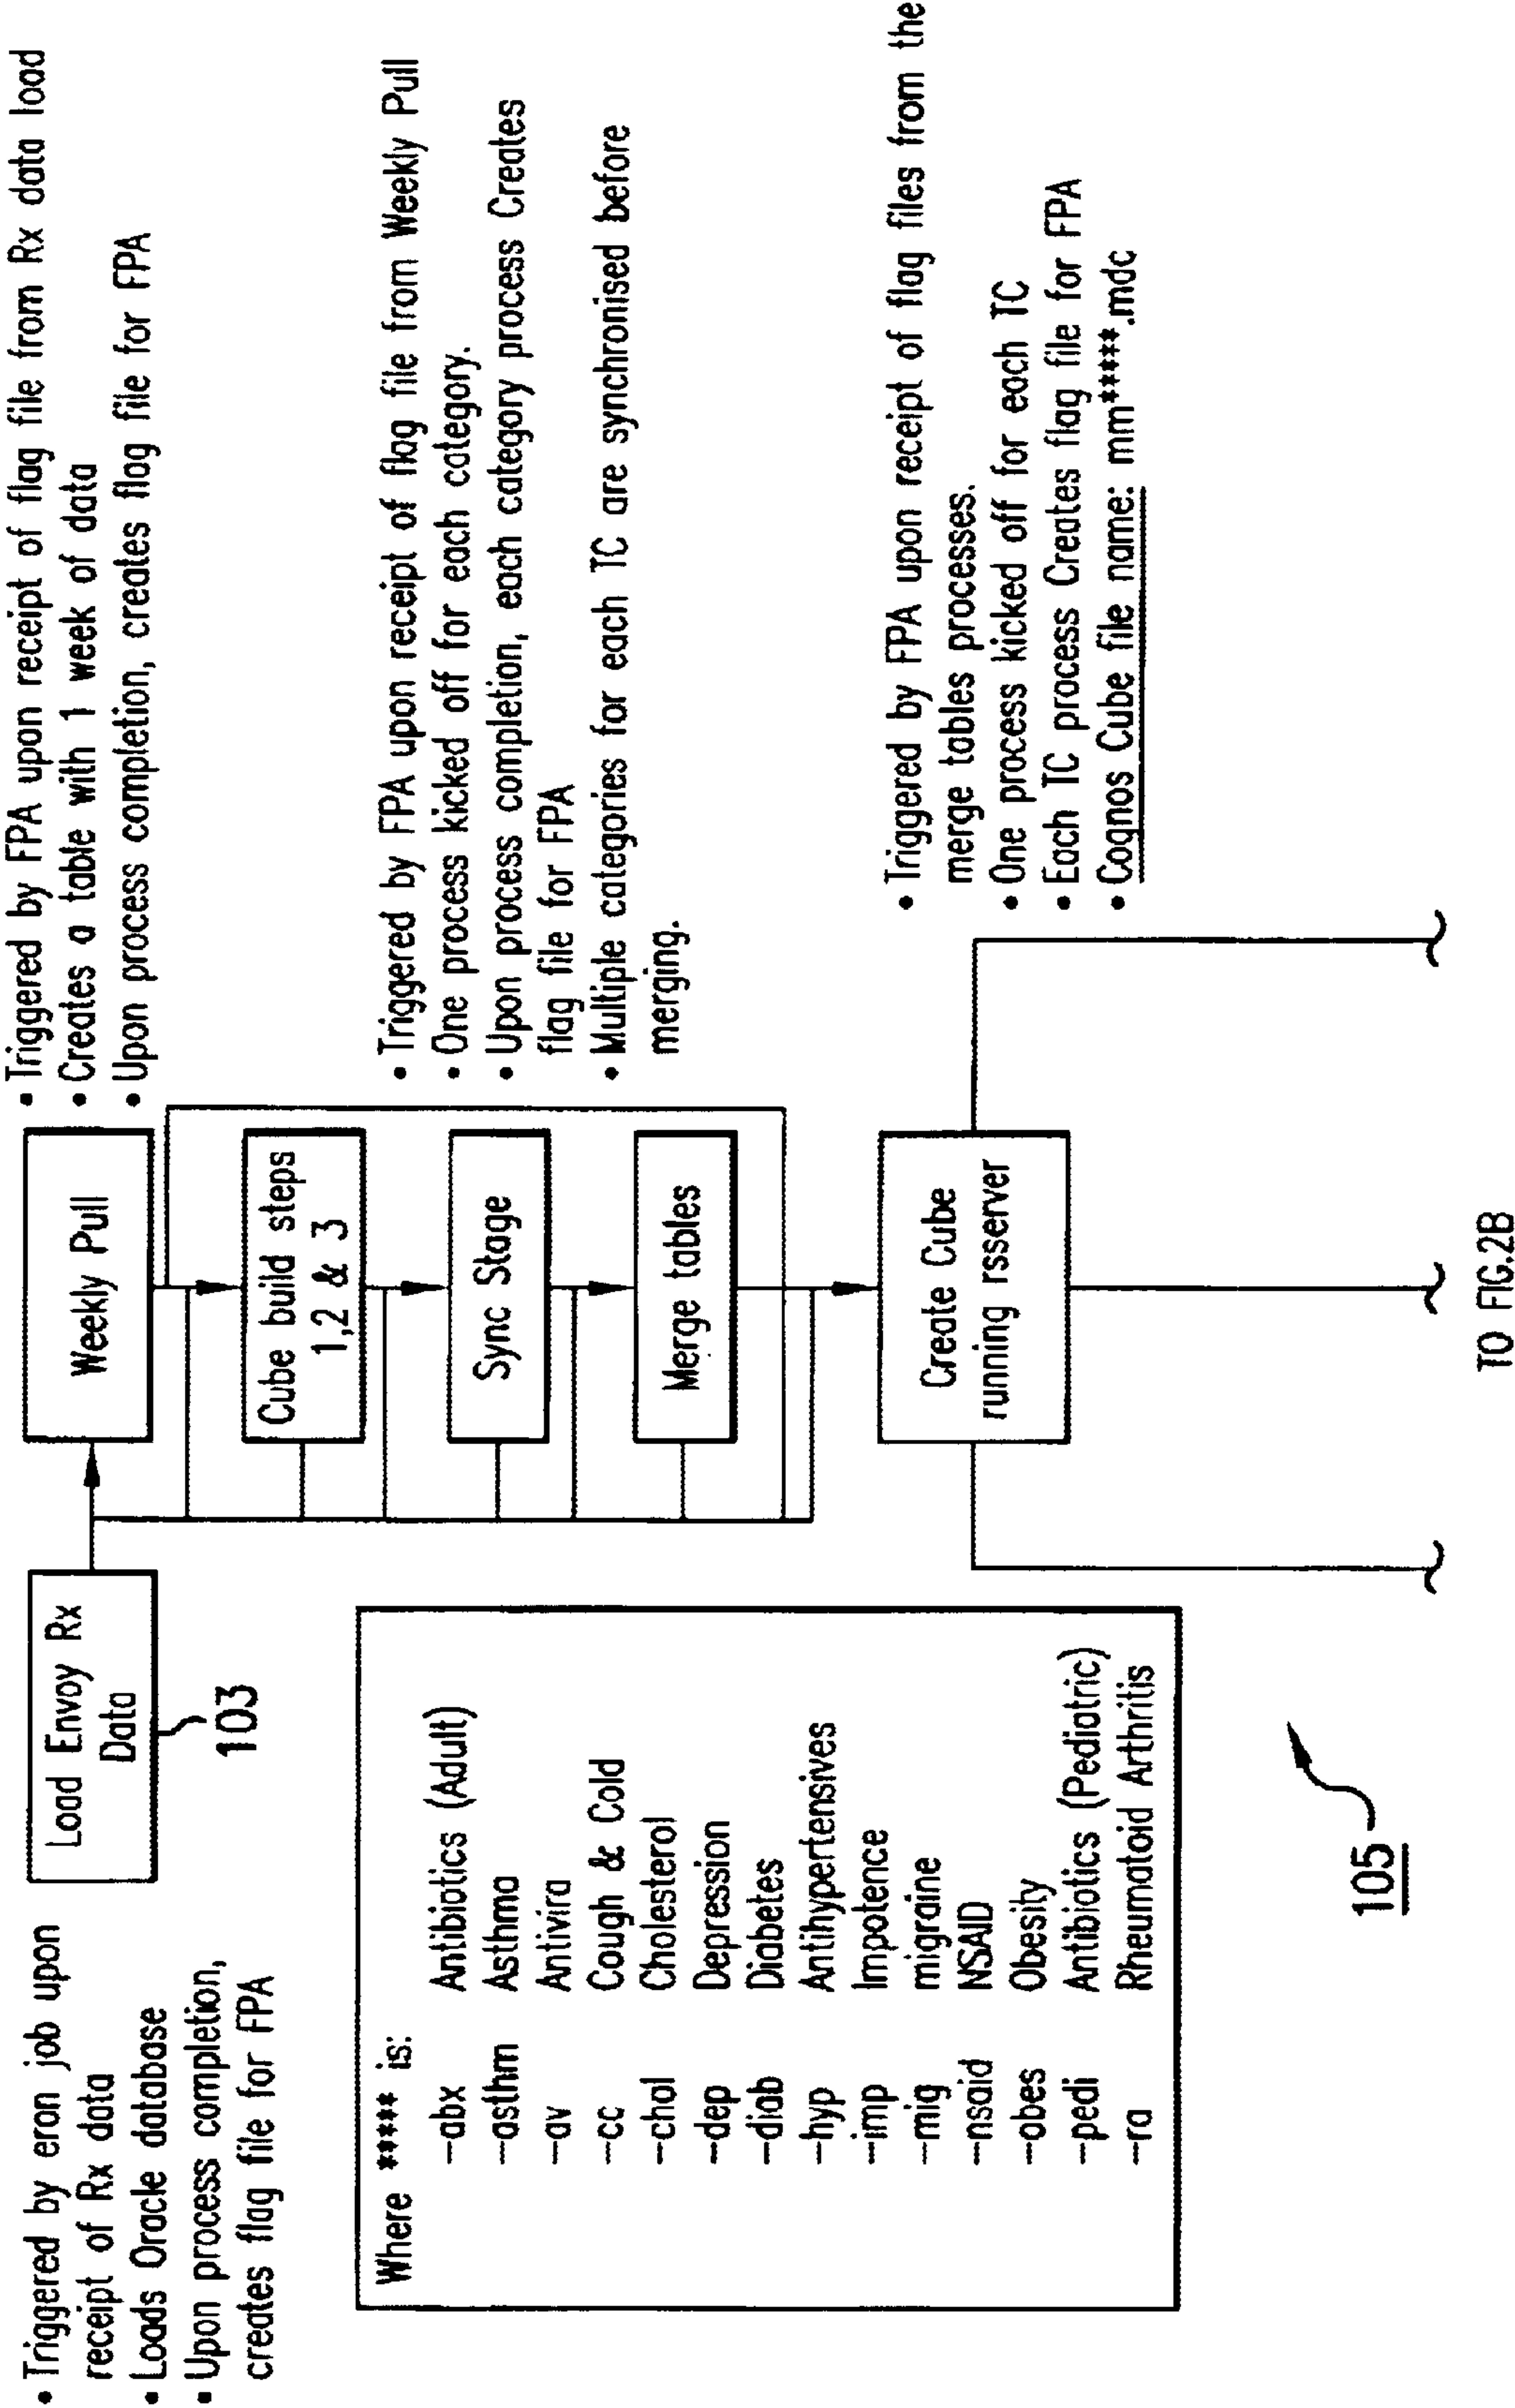 • Triggered by eron job upon
receipt of Rx data
• Loads Oracle database
• Upon process completion,
creates flag file for FPA
Load Envoy Rx
Data
103
Weekly Pull
• Triggered by FPA upon receipt of flag file from Rx data load
• Creates a table with 1 week of data
• Upon process completion, creates flag file for FPA
Cube build steps
1,2 & 3
Sync Stage
Merge tables
• Triggered by FPA upon receipt of flag file from Weekly Pull
• One process kicked off for each category.
• Upon process completion, each category process Creates
flag file for FPA
• Multiple categories for each TC are synchronised before
merging.
Where **** is:
--abx Antibiotics (Adult)
--asthm Asthma
--av Antivira
--cc Cough & Cold
--chol Cholesterol
--dep Depression
--diab Diabetes
--hyp Antihypertensives
--imp Impotence
--mig migraine
--nsaid NSAID
--obes Obesity
--pedi Antibiotics (Pediatric)
--ra Rheumatoid Arthritis
Create Cube
running rsserver
• Triggered by FPA upon receipt of flag files from the
merge tables processes.
• One process kicked off for each TC
• Each TC process Creates flag file for FPA
• Cognos Cube file name: mm*****.mdc
105
TO FIG.2B